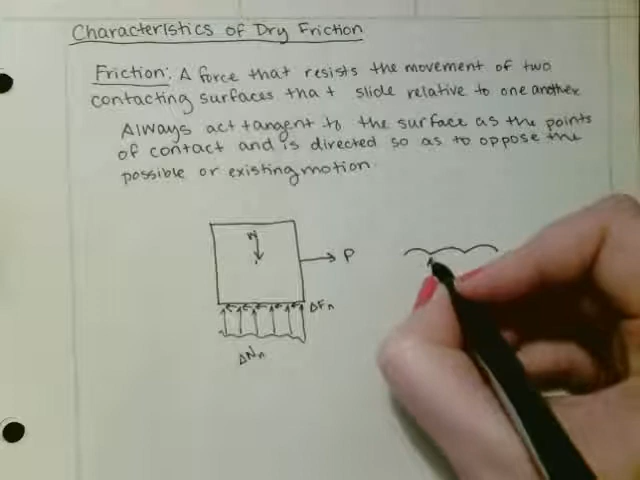 Characteristics of Dry Friction
Friction: A force that resists the movement of two
contacting surfaces that slide relative to one another
Always act tangent to the surface as the points
of contact and is directed so as to oppose the
possible or existing motion.
W
P
ΔFn
ΔNn